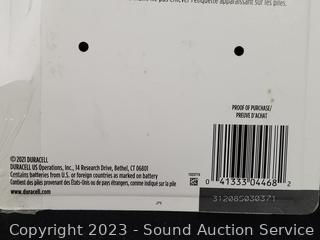 ne pas enlever l'étiquette apparaissant sur les piles.
PROOF OF PURCHASE/
PREUVE D'ACHAT
© 2021 DURACELL
DURACELL US Operations, Inc., 14 Research Drive, Bethel, CT 06801
Contains batteries from U.S. or foreign countries as marked on battery
Contient des piles provenant des États-Unis ou de pays étrangers, comme indiqué sur la pile
www.duracell.com
JPS
0 41333 04468 2
312085030371
Copyright 2023 - Sound Auction Service